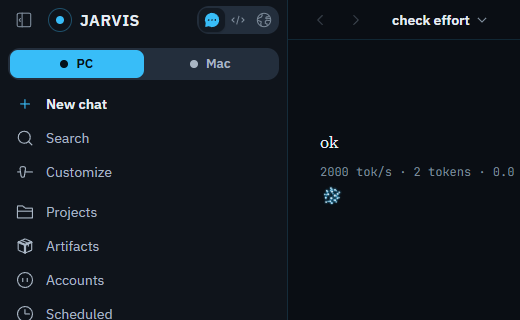 JARVIS
PC
Mac
New chat
Search
Customize
Projects
Artifacts
Accounts
Scheduled
check effort
ok
2000 tok/s · 2 tokens · 0.0